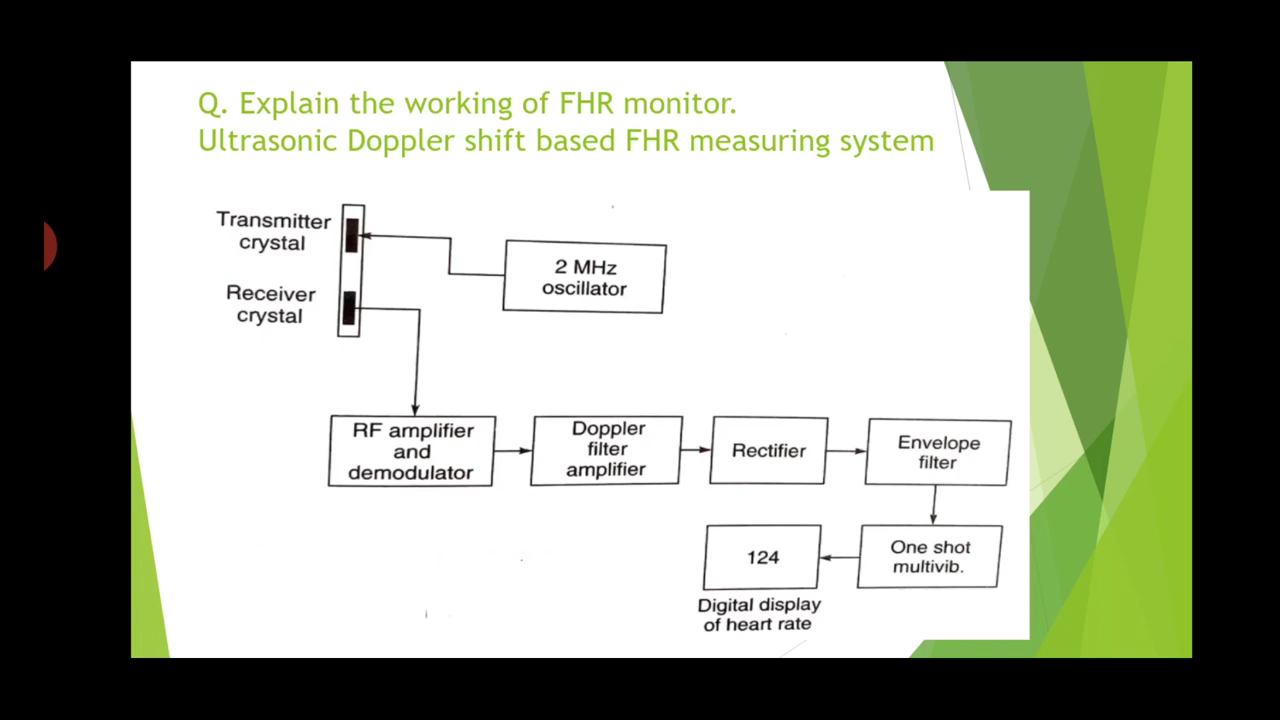 Q. Explain the working of FHR monitor.
Ultrasonic Doppler shift based FHR measuring system
Transmitter
crystal
2 MHz
oscillator
Receiver
crystal
RF amplifier
and
demodulator
Doppler
filter
amplifier
Rectifier
Envelope
filter
One shot
multivib.
124
Digital display
of heart rate